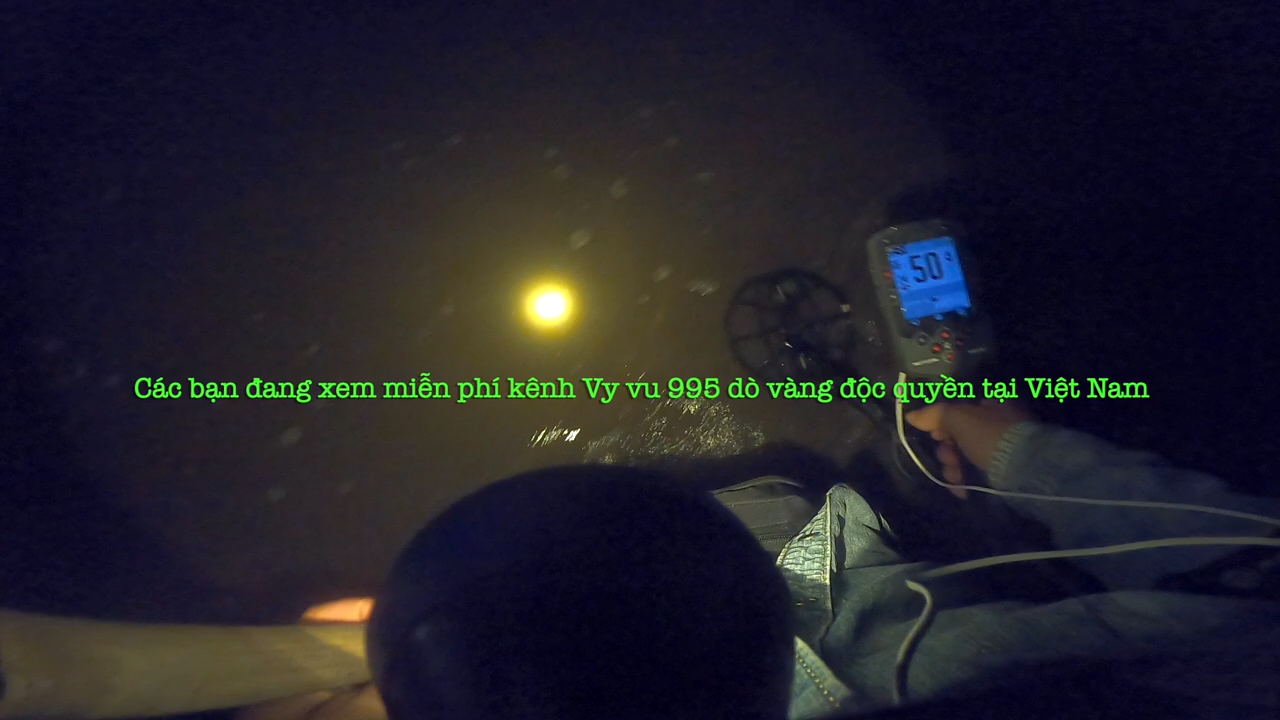 50
Các bạn đang xem miễn phí kênh Vy vu 995 dò vàng độc quyền tại Việt Nam